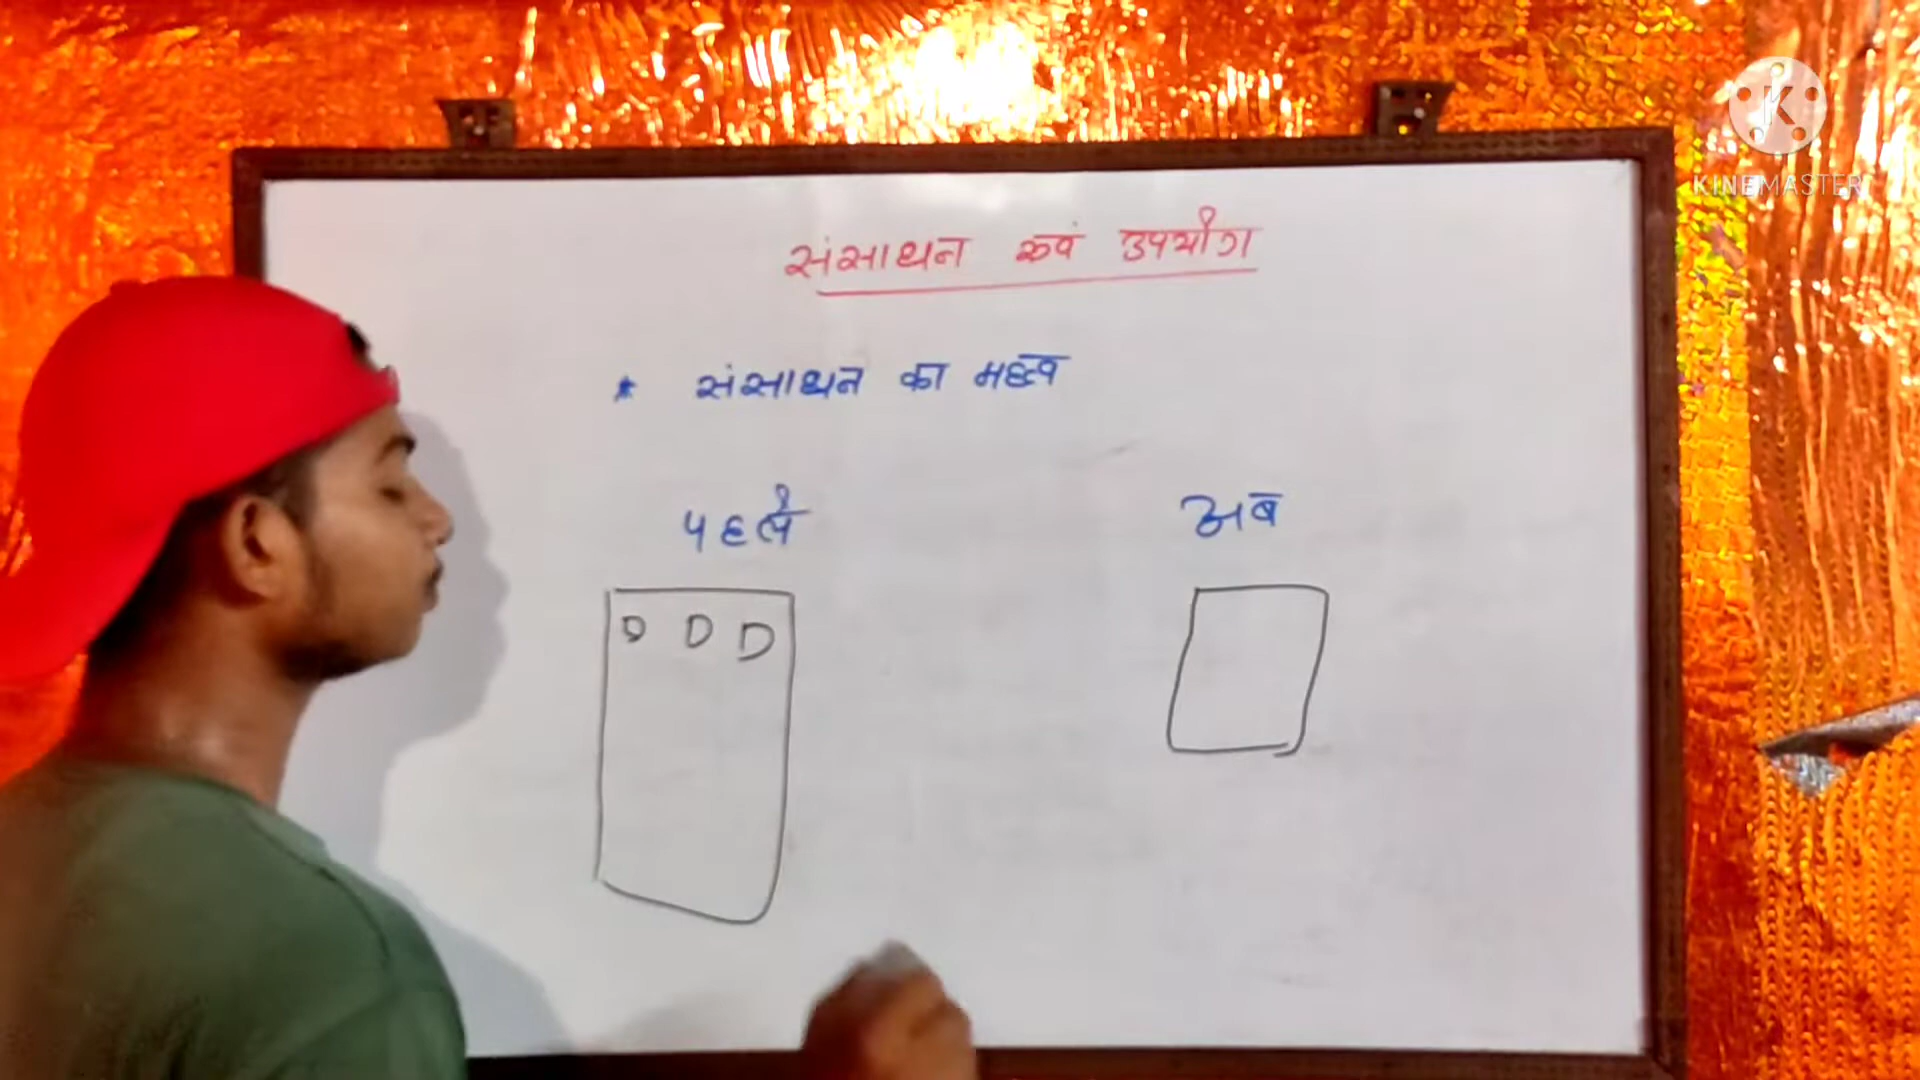 संसाधन एवं उपयोग
* संसाधन का महत्व
पहले
अब
D D D
KINEMASTER